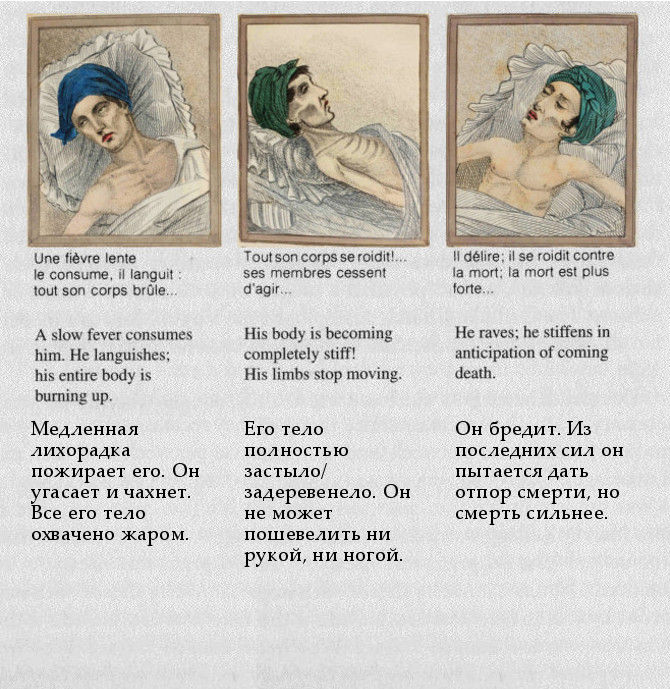 Une fièvre lente
le consume, il languit :
tout son corps brûle...
A slow fever consumes
him. He languishes;
his entire body is
burning up.
Медленная
лихорадка
пожирает его. Он
угасает и чахнет.
Все его тело
охвачено жаром.
Tout son corps se roidit!...
ses membres cessent
d'agir...
His body is becoming
completely stiff!
His limbs stop moving.
Его тело
полностью
застыло/
задеревенело. Он
не может
пошевелить ни
рукой, ни ногой.
Il délire; il se roidit contre
la mort; la mort est plus
forte...
He raves; he stiffens in
anticipation of coming
death.
Он бредит. Из
последних сил он
пытается дать
отпор смерти, но
смерть сильнее.